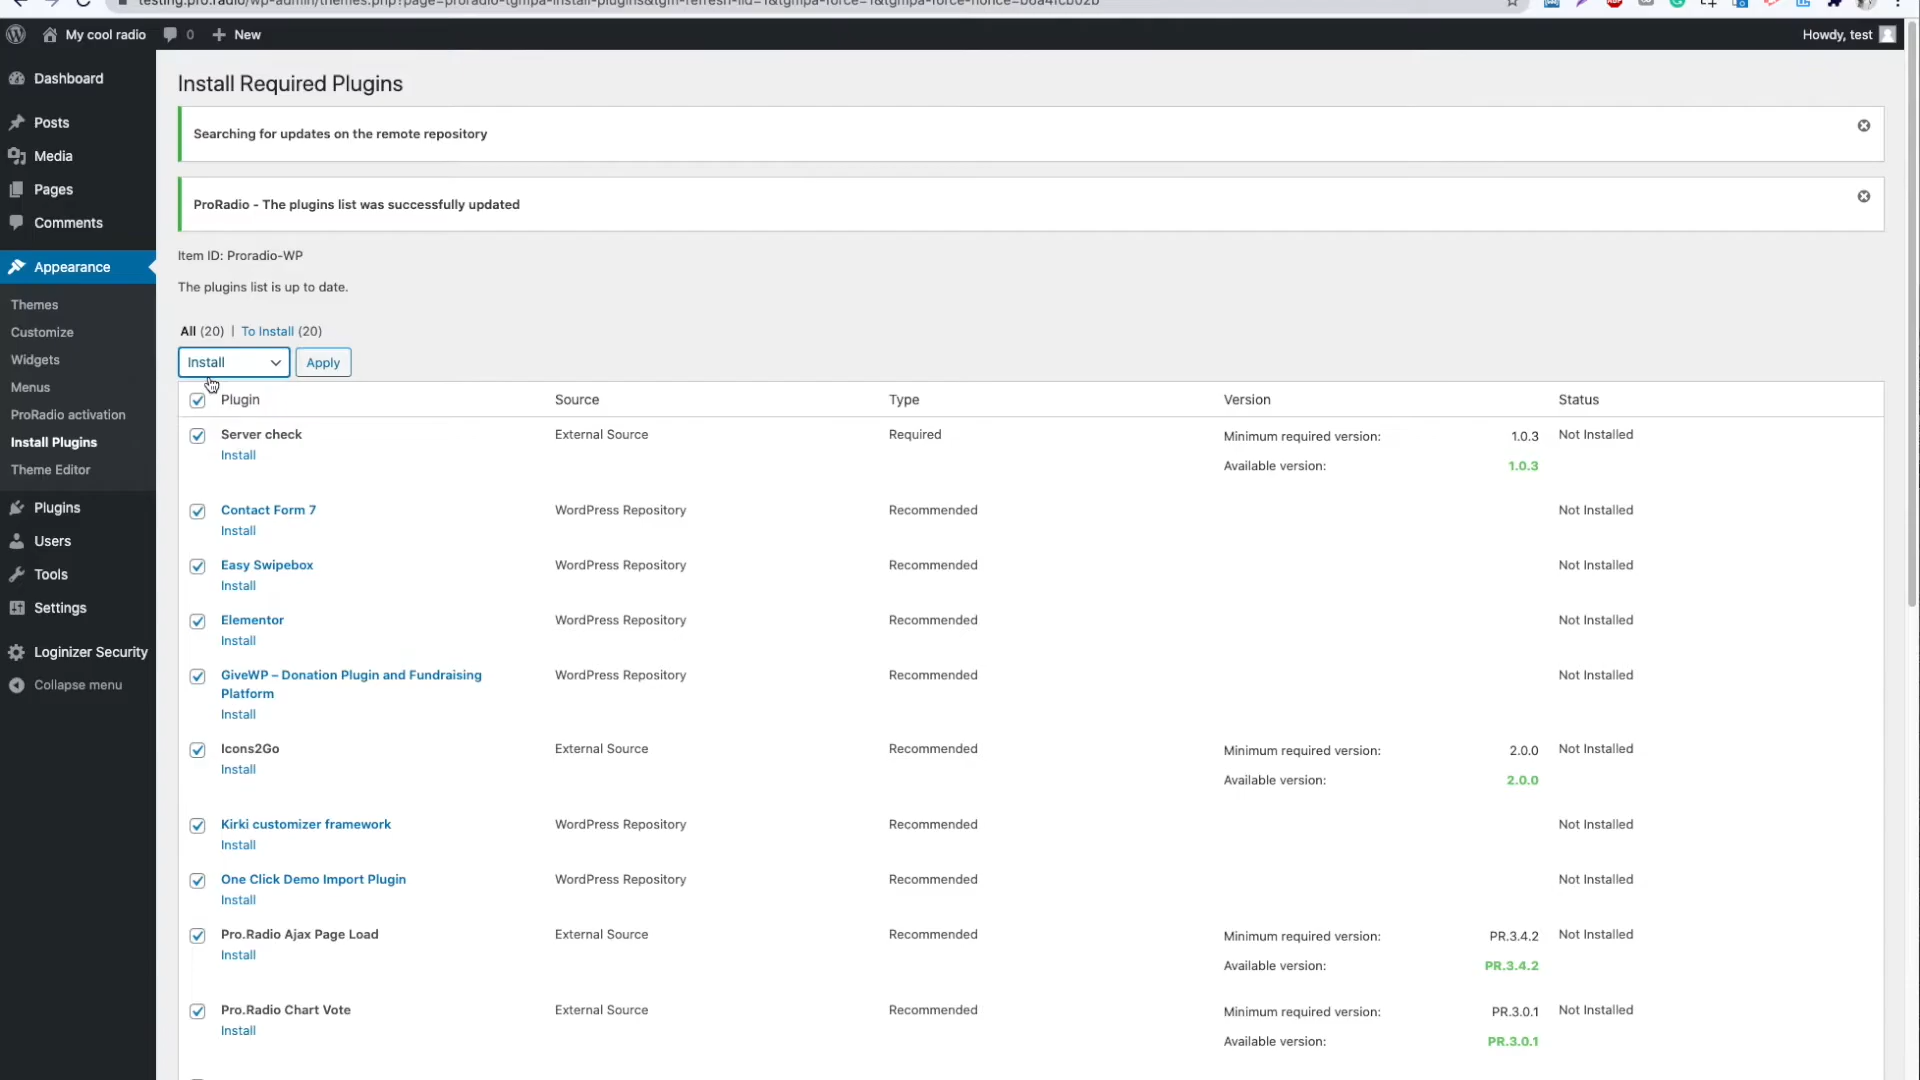 testing.pro.radio/wp-admin/themes.php?page=proradio-tgmpa-install-plugins&tgm-refresh-lid=1&tgmpa-force=1&tgmpa-force-nonce=b6a4fcb02b
My cool radio 0 New Howdy, test
Dashboard
Posts
Media
Pages
Comments
Appearance
Themes
Customize
Widgets
Menus
ProRadio activation
Install Plugins
Theme Editor
Plugins
Users
Tools
Settings
Loginizer Security
Collapse menu
Install Required Plugins
Searching for updates on the remote repository
ProRadio - The plugins list was successfully updated
Item ID: Proradio-WP
The plugins list is up to date.
All (20) | To Install (20)
Install Apply
Plugin Source Type Version Status
Server check External Source Required Minimum required version: 1.0.3 Not Installed
Install Available version: 1.0.3
Contact Form 7 WordPress Repository Recommended Not Installed
Install
Easy Swipebox WordPress Repository Recommended Not Installed
Install
Elementor WordPress Repository Recommended Not Installed
Install
GiveWP – Donation Plugin and Fundraising WordPress Repository Recommended Not Installed
Platform
Install
Icons2Go External Source Recommended Minimum required version: 2.0.0 Not Installed
Install Available version: 2.0.0
Kirki customizer framework WordPress Repository Recommended Not Installed
Install
One Click Demo Import Plugin WordPress Repository Recommended Not Installed
Install
Pro.Radio Ajax Page Load External Source Recommended Minimum required version: PR.3.4.2 Not Installed
Install Available version: PR.3.4.2
Pro.Radio Chart Vote External Source Recommended Minimum required version: PR.3.0.1 Not Installed
Install Available version: PR.3.0.1